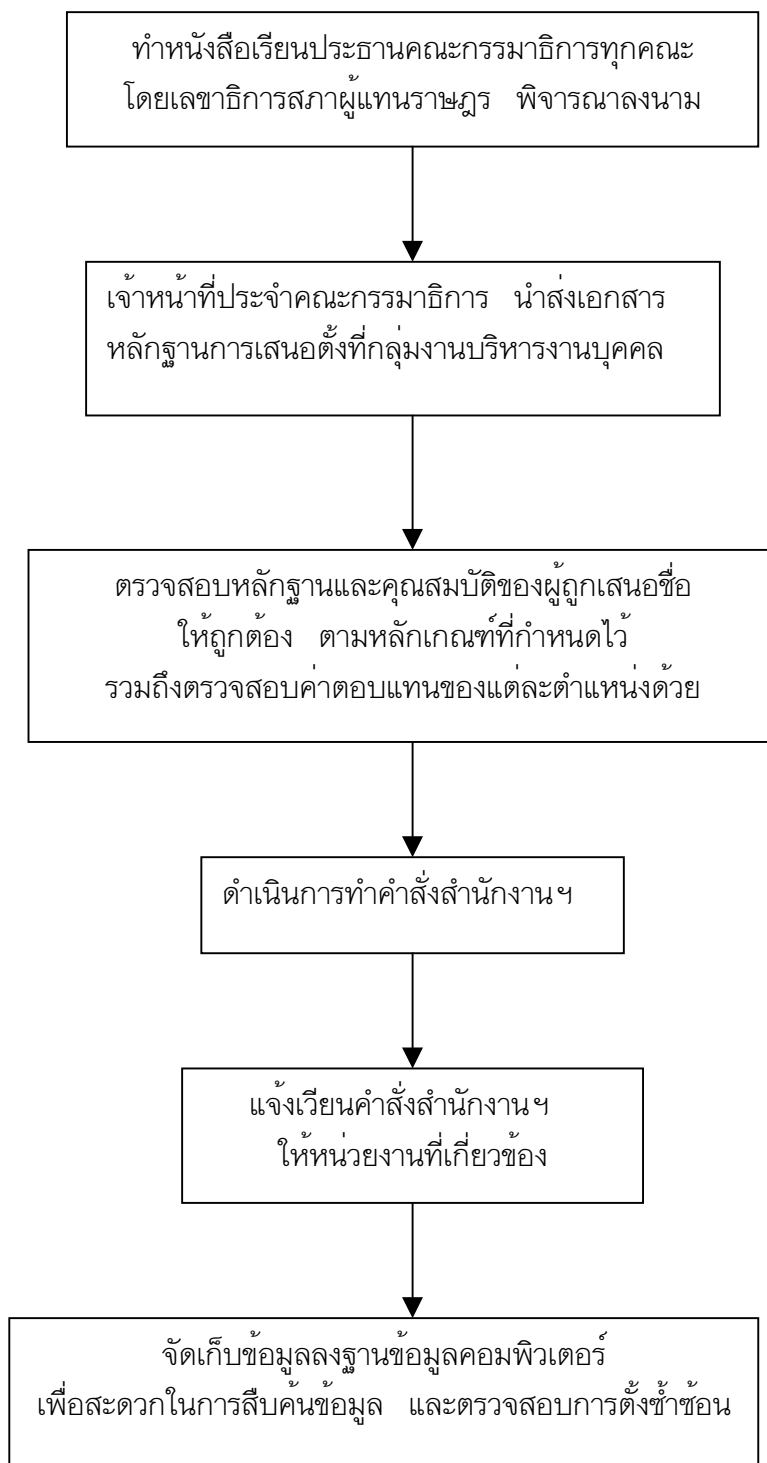 ทำหนังสือเรียนประธานคณะกรรมาธิการทุกคณะ
โดยเลขาธิการสภาผู้แทนราษฎร พิจารณาลงนาม
เจ้าหน้าที่ประจำคณะกรรมาธิการ นำส่งเอกสาร
หลักฐานการเสนอตั้งที่กลุ่มงานบริหารงานบุคคล
ตรวจสอบหลักฐานและคุณสมบัติของผู้ถูกเสนอชื่อ
ให้ถูกต้อง ตามหลักเกณฑ์ที่กำหนดไว้
รวมถึงตรวจสอบค่าตอบแทนของแต่ละตำแหน่งด้วย
ดำเนินการทำคำสั่งสำนักงานฯ
แจ้งเวียนคำสั่งสำนักงานฯ
ให้หน่วยงานที่เกี่ยวข้อง
จัดเก็บข้อมูลลงฐานข้อมูลคอมพิวเตอร์
เพื่อสะดวกในการสืบค้นข้อมูล และตรวจสอบการตั้งซ้ำซ้อน